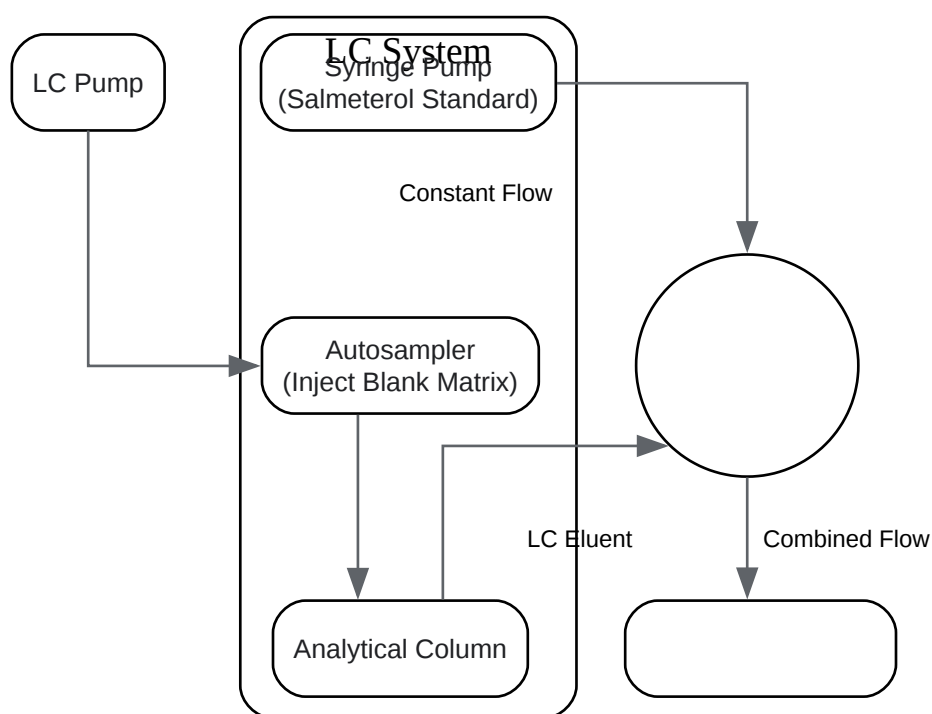 LC System
LC Pump
Syringe Pump
(Salmeterol Standard)
Constant Flow
Autosampler
(Inject Blank Matrix)
LC Eluent
Combined Flow
Analytical Column